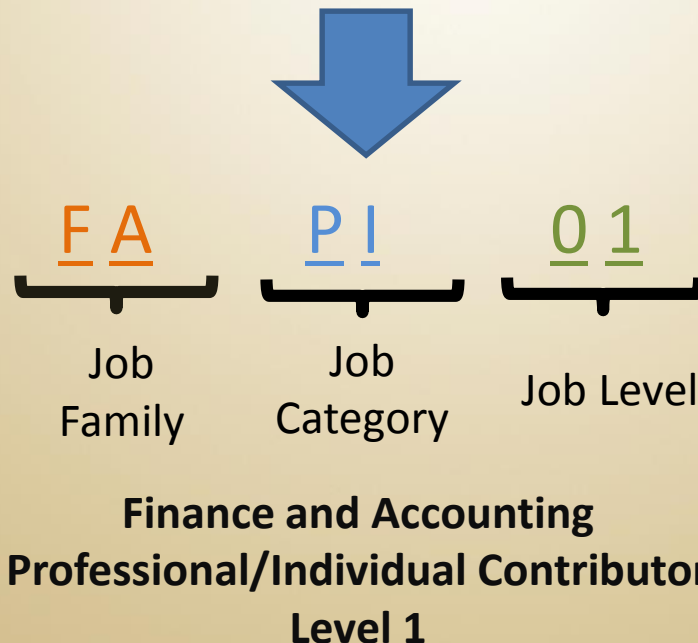 F A P I 0 1
Job Family
Job Category
Job Level
Finance and Accounting
Professional/Individual Contributor
Level 1